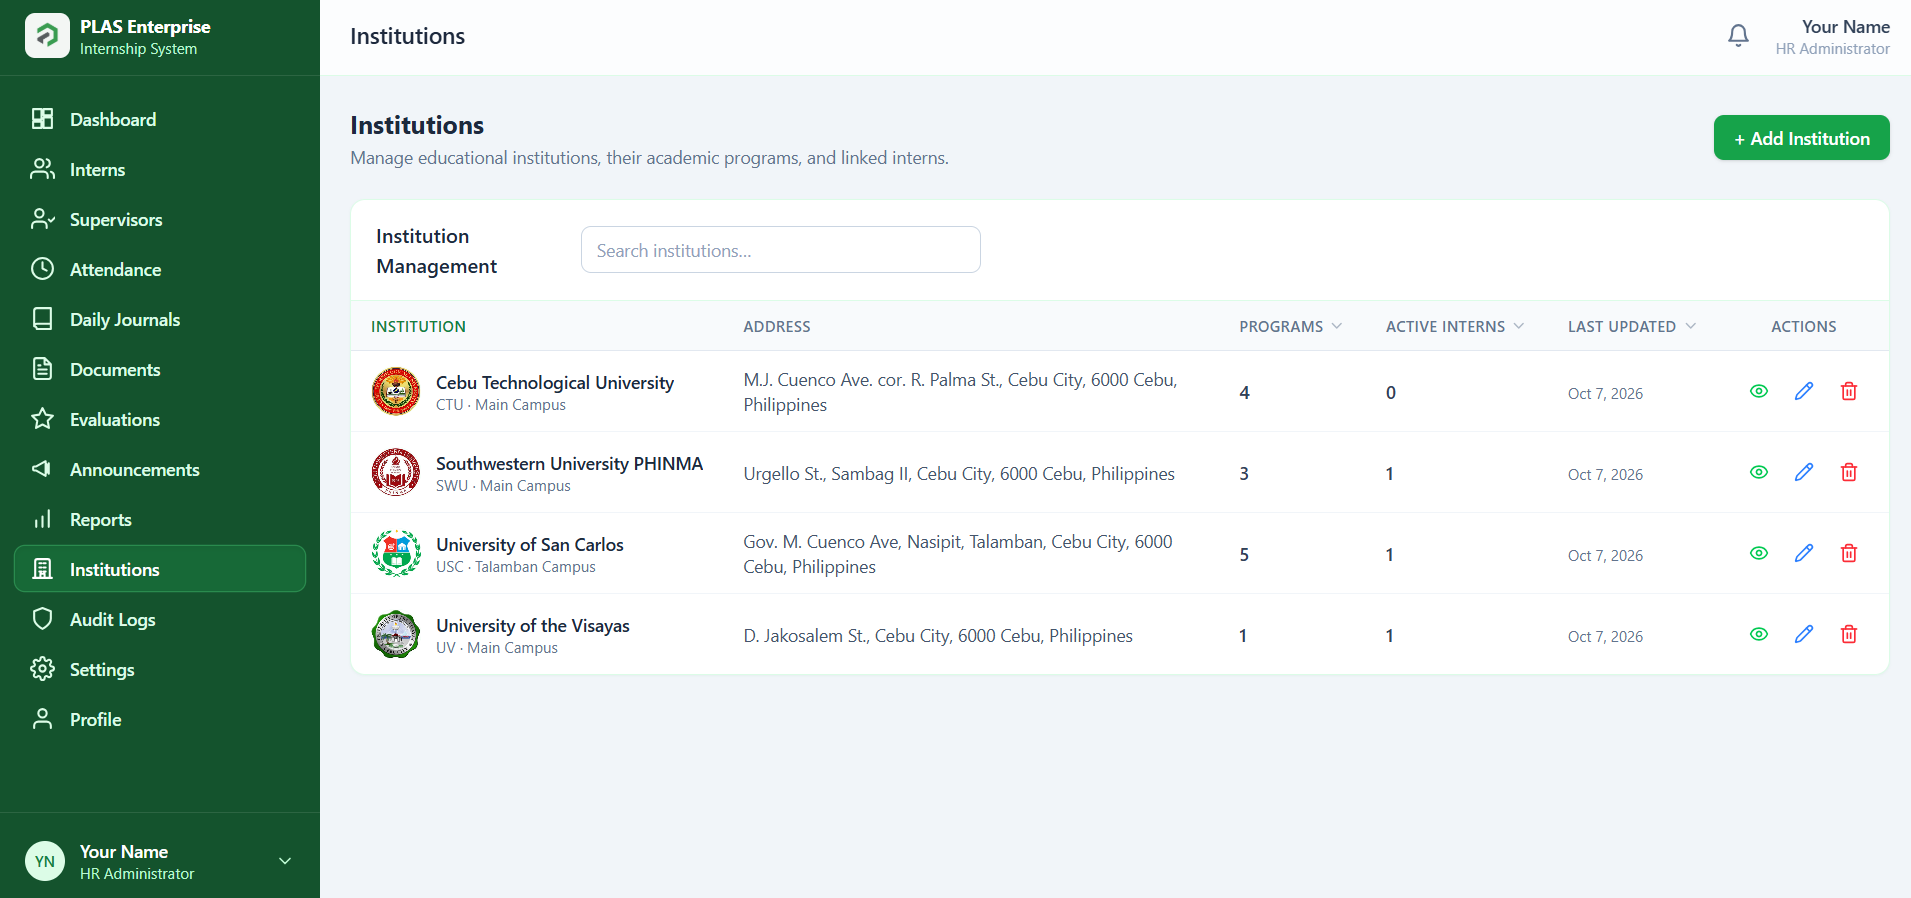 PLAS Enterprise
Internship System
Institutions
Your Name
HR Administrator
Dashboard
Interns
Supervisors
Attendance
Daily Journals
Documents
Evaluations
Announcements
Reports
Institutions
Audit Logs
Settings
Profile
YN
Your Name
HR Administrator
Institutions
Manage educational institutions, their academic programs, and linked interns.
+ Add Institution
Institution
Management
Search institutions...
INSTITUTION ADDRESS PROGRAMS ACTIVE INTERNS LAST UPDATED ACTIONS
Cebu Technological University
CTU · Main Campus
M.J. Cuenco Ave. cor. R. Palma St., Cebu City, 6000 Cebu,
Philippines
4 0 Oct 7, 2026
Southwestern University PHINMA
SWU · Main Campus
Urgello St., Sambag II, Cebu City, 6000 Cebu, Philippines
3 1 Oct 7, 2026
University of San Carlos
USC · Talamban Campus
Gov. M. Cuenco Ave, Nasipit, Talamban, Cebu City, 6000
Cebu, Philippines
5 1 Oct 7, 2026
University of the Visayas
UV · Main Campus
D. Jakosalem St., Cebu City, 6000 Cebu, Philippines
1 1 Oct 7, 2026